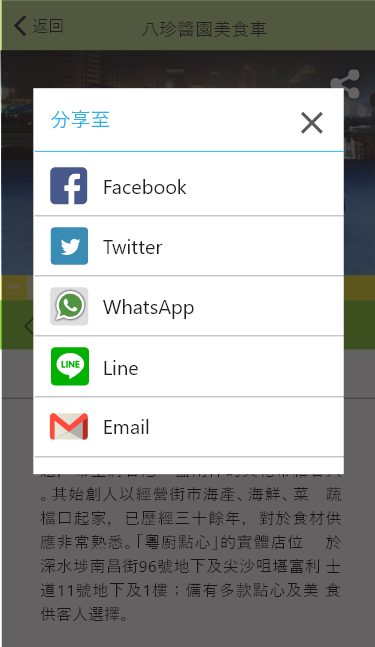 返回
八珍醬園美食車
分享至
Facebook
Twitter
WhatsApp
LINE
Line
Email
。其始創人以經營街市海產、海鮮、菜 蔬
檔口起家，已歷經三十餘年，對於食材供
應非常熟悉。「粵廚點心」的實體店位 於
深水埗南昌街96號地下及尖沙咀堪富利 士
道11號地下及1樓；備有多款點心及美 食
供客人選擇。